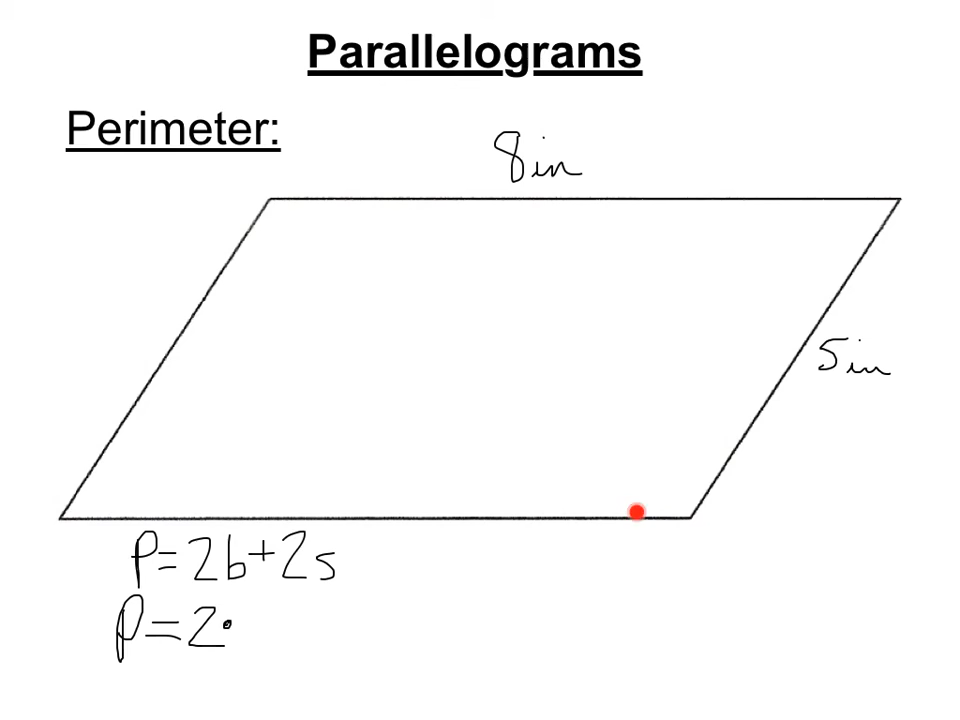 Parallelograms
Perimeter:
8in
5in
P=2b+2s
P=2·